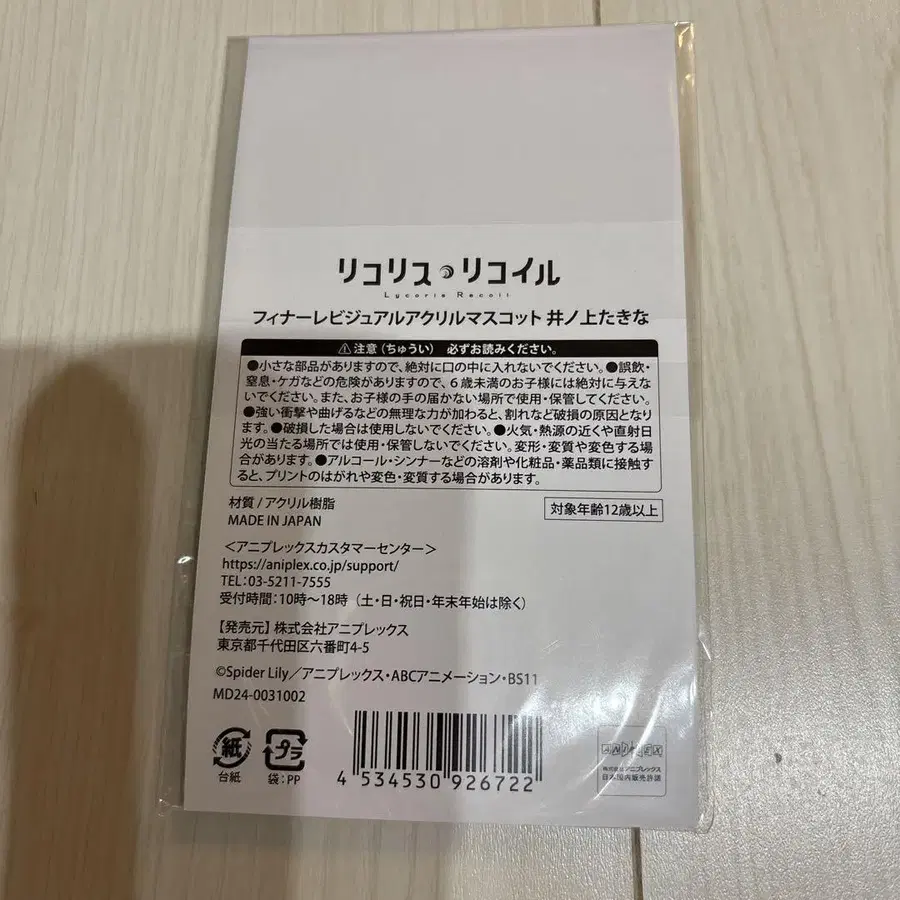 リコリス・リコイル
Lycoris Recoil
フィナーレビジュアルアクリルマスコット 井ノ上たきな
⚠注意（ちゅうい） 必ずお読みください。
●小さな部品がありますので、絶対に口の中に入れないでください。●誤飲・
窒息・ケガなどの危険がありますので、６歳未満のお子様には絶対に与えな
いでください。また、お子様の手の届かない場所で使用・保管してください。
●強い衝撃や曲げるなどの無理な力が加わると、割れなど破損の原因となり
ます。●破損した場合は使用しないでください。●火気・熱源の近くや直射日
光の当たる場所では使用・保管しないでください。変形・変質や変色する場
合があります。●アルコール・シンナーなどの溶剤や化粧品・薬品類に接触す
ると、プリントのはがれや変色・変質する場合があります。
材質 / アクリル樹脂
MADE IN JAPAN
対象年齢12歳以上
＜アニプレックスカスタマーセンター＞
https://aniplex.co.jp/support/
TEL：03-5211-7555
受付時間：10時〜18時（土・日・祝日・年末年始は除く）
【発売元】株式会社アニプレックス
東京都千代田区六番町4-5
©Spider Lily／アニプレックス・ABCアニメーション・BS11
MD24-0031002
紙
台紙
プラ
袋：PP
4 534530 926722
ANIPLEX
株式会社アニプレックス
日本国内販売許諾